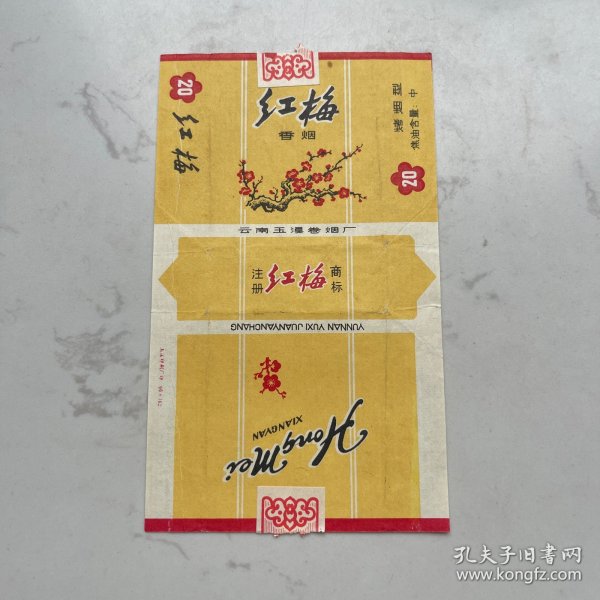 20
红梅
红梅
香烟
烤烟型
焦油含量：中
20
云南玉溪卷烟厂
注册
红梅
商标
YUNNAN YUXI JUANYANCHANG
HongMei
XIANGYAN
孔夫子旧书网
www.kongfz.com